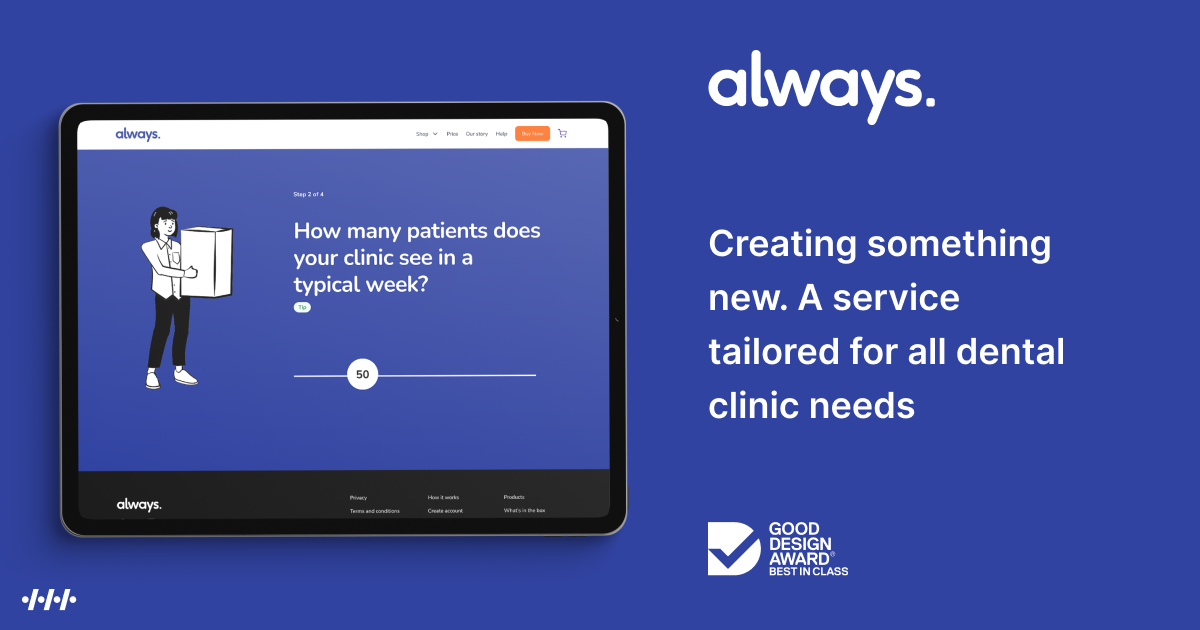 always.
Shop Price Our story Help Buy Now
Step 2 of 4
How many patients does
your clinic see in a
typical week?
Tip
50
always.
Privacy How it works Products
Terms and conditions Create account What's in the box
always.
Creating something
new. A service
tailored for all dental
clinic needs
GOOD
DESIGN
AWARD®
BEST IN CLASS